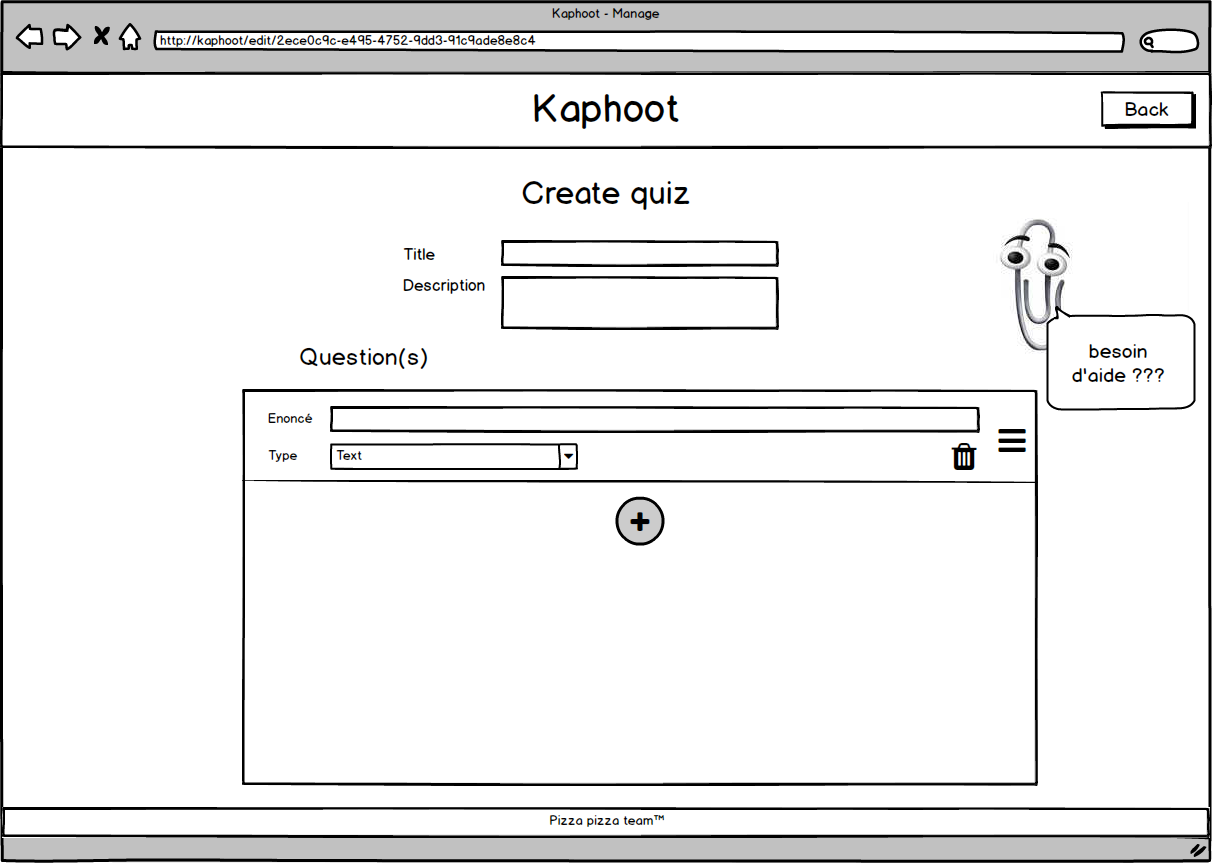 Kaphoot - Manage
http://kaphoot/edit/2ece0c9c-e495-4752-9dd3-91c9ade8e8c4
Kaphoot
Back
Create quiz
Title
Description
Question(s)
besoin
d'aide ???
Enoncé
Type
Text
Pizza pizza team™